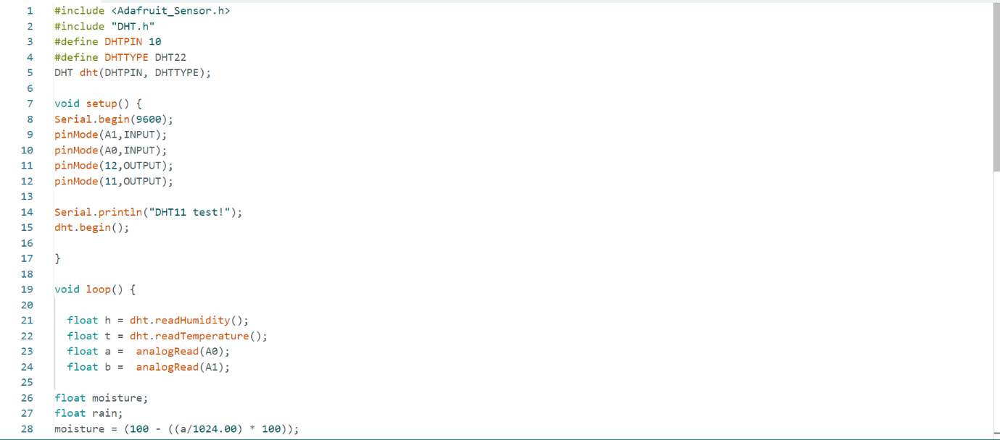 1 #include <Adafruit_Sensor.h>
2 #include "DHT.h"
3 #define DHTPIN 10
4 #define DHTTYPE DHT22
5 DHT dht(DHTPIN, DHTTYPE);
6
7 void setup() {
8 Serial.begin(9600);
9 pinMode(A1,INPUT);
10 pinMode(A0,INPUT);
11 pinMode(12,OUTPUT);
12 pinMode(11,OUTPUT);
13
14 Serial.println("DHT11 test!");
15 dht.begin();
16
17 }
18
19 void loop() {
20
21   float h = dht.readHumidity();
22   float t = dht.readTemperature();
23   float a =  analogRead(A0);
24   float b =  analogRead(A1);
25
26 float moisture;
27 float rain;
28 moisture = (100 - ((a/1024.00) * 100));